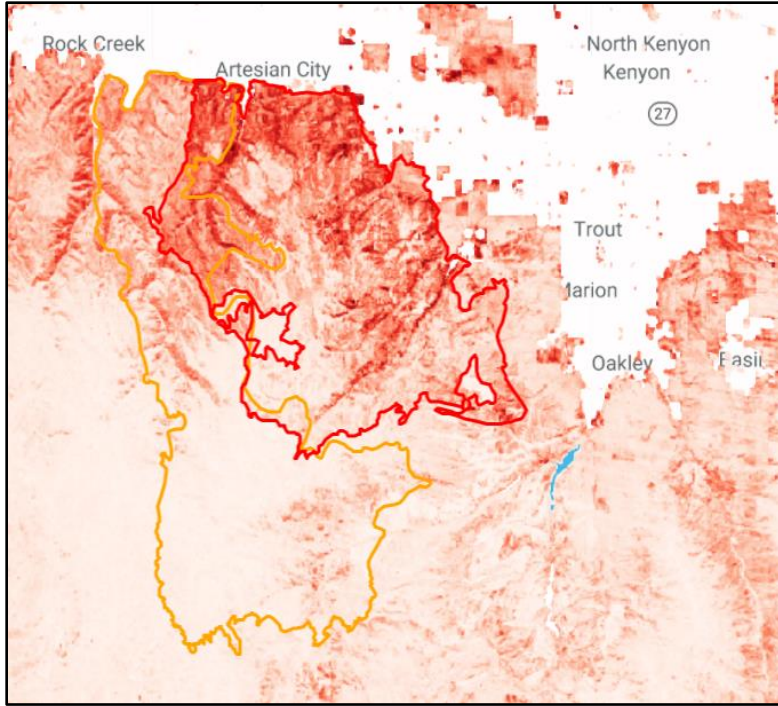 Rock Creek
Artesian City
North Kenyon
Kenyon
27
Trout
Marion
Oakley